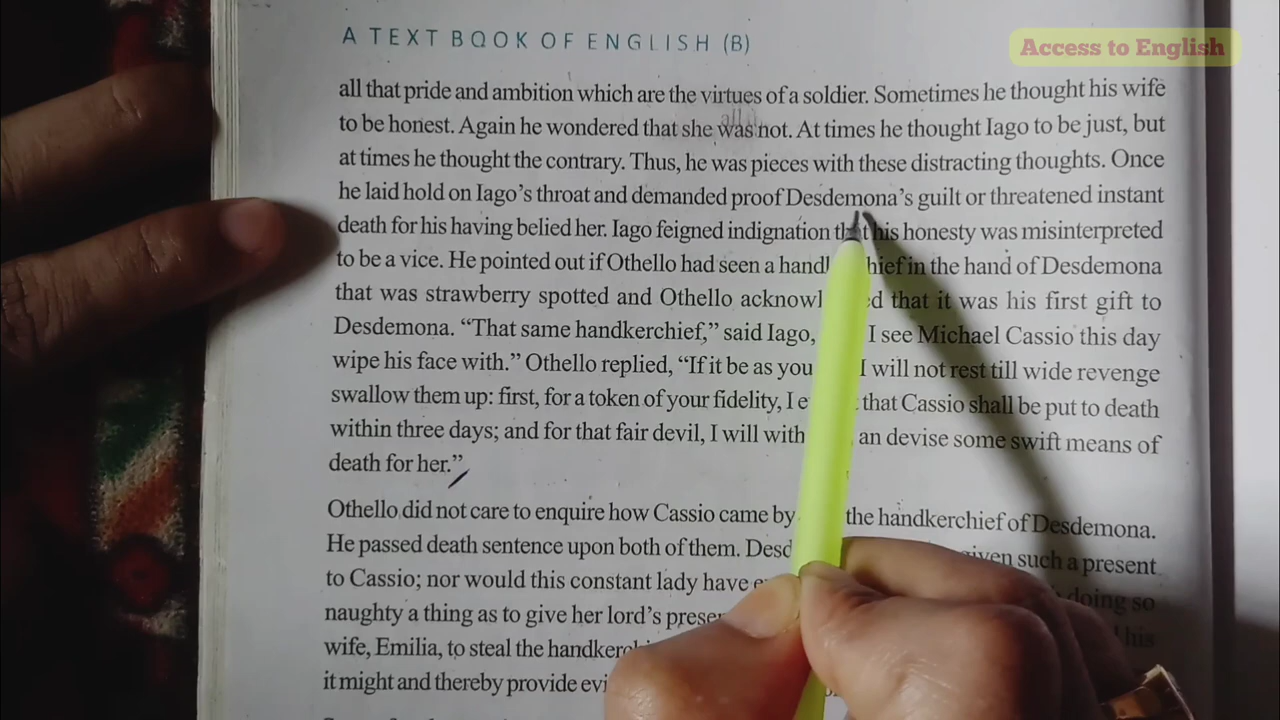 A TEXT BOOK OF ENGLISH (B)
Access to English
all that pride and ambition which are the virtues of a soldier. Sometimes he thought his wife
to be honest. Again he wondered that she was not. At times he thought Iago to be just, but
at times he thought the contrary. Thus, he was pieces with these distracting thoughts. Once
he laid hold on Iago's throat and demanded proof Desdemona's guilt or threatened instant
death for his having belied her. Iago feigned indignation that his honesty was misinterpreted
to be a vice. He pointed out if Othello had seen a handkerchief in the hand of Desdemona
that was strawberry spotted and Othello acknowledged that it was his first gift to
Desdemona. “That same handkerchief,” said Iago, I see Michael Cassio this day
wipe his face with.” Othello replied, “If it be as you I will not rest till wide revenge
swallow them up: first, for a token of your fidelity, I that Cassio shall be put to death
within three days; and for that fair devil, I will with an devise some swift means of
death for her.”
Othello did not care to enquire how Cassio came by the handkerchief of Desdemona.
He passed death sentence upon both of them. given such a present
to Cassio; nor would this constant lady have doing so
naughty a thing as to give her lord's his
wife, Emilia, to steal the
it might and thereby provide